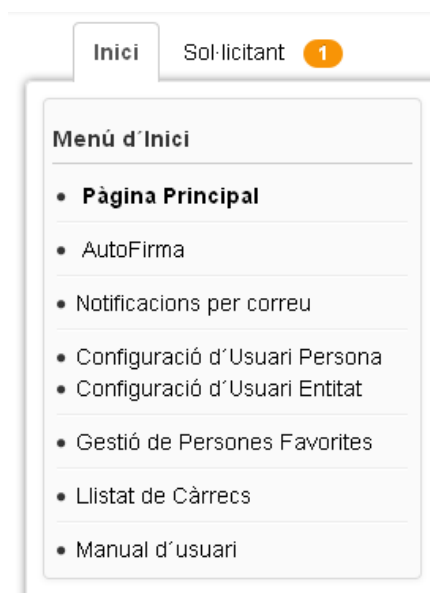 Inici Sol·licitant 1
Menú d´Inici
Pàgina Principal
AutoFirma
Notificacions per correu
Configuració d´Usuari Persona
Configuració d´Usuari Entitat
Gestió de Persones Favorites
Llistat de Càrrecs
Manual d´usuari